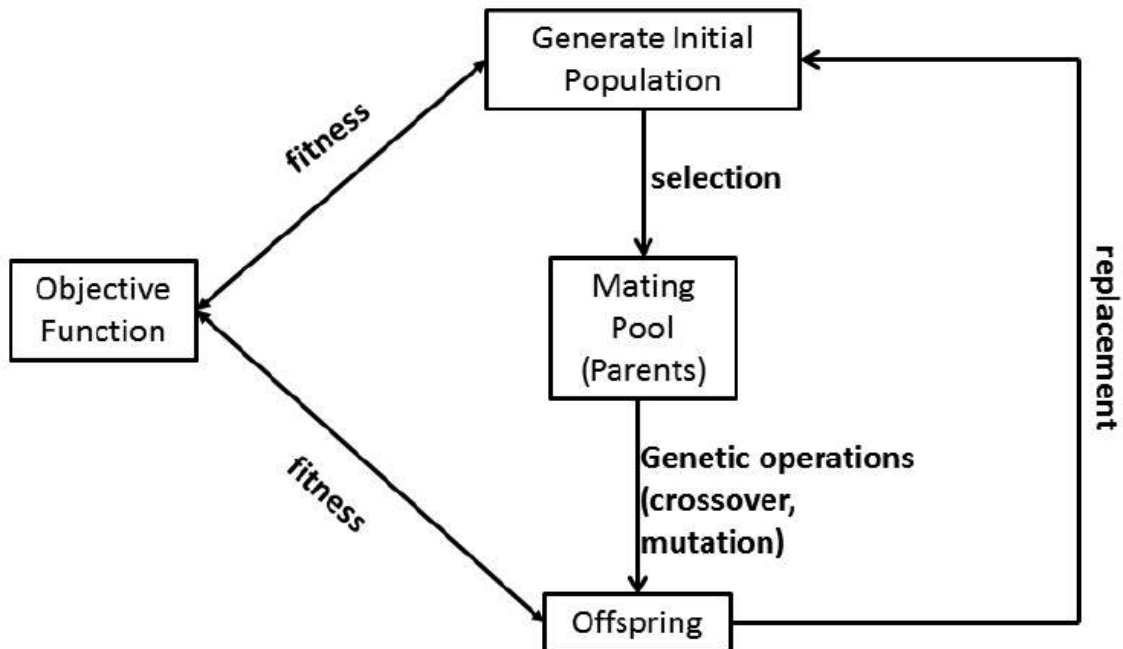 Generate Initial
Population
fitness
selection
Objective
Function
Mating
Pool
(Parents)
replacement
Genetic operations
(crossover,
mutation)
fitness
Offspring